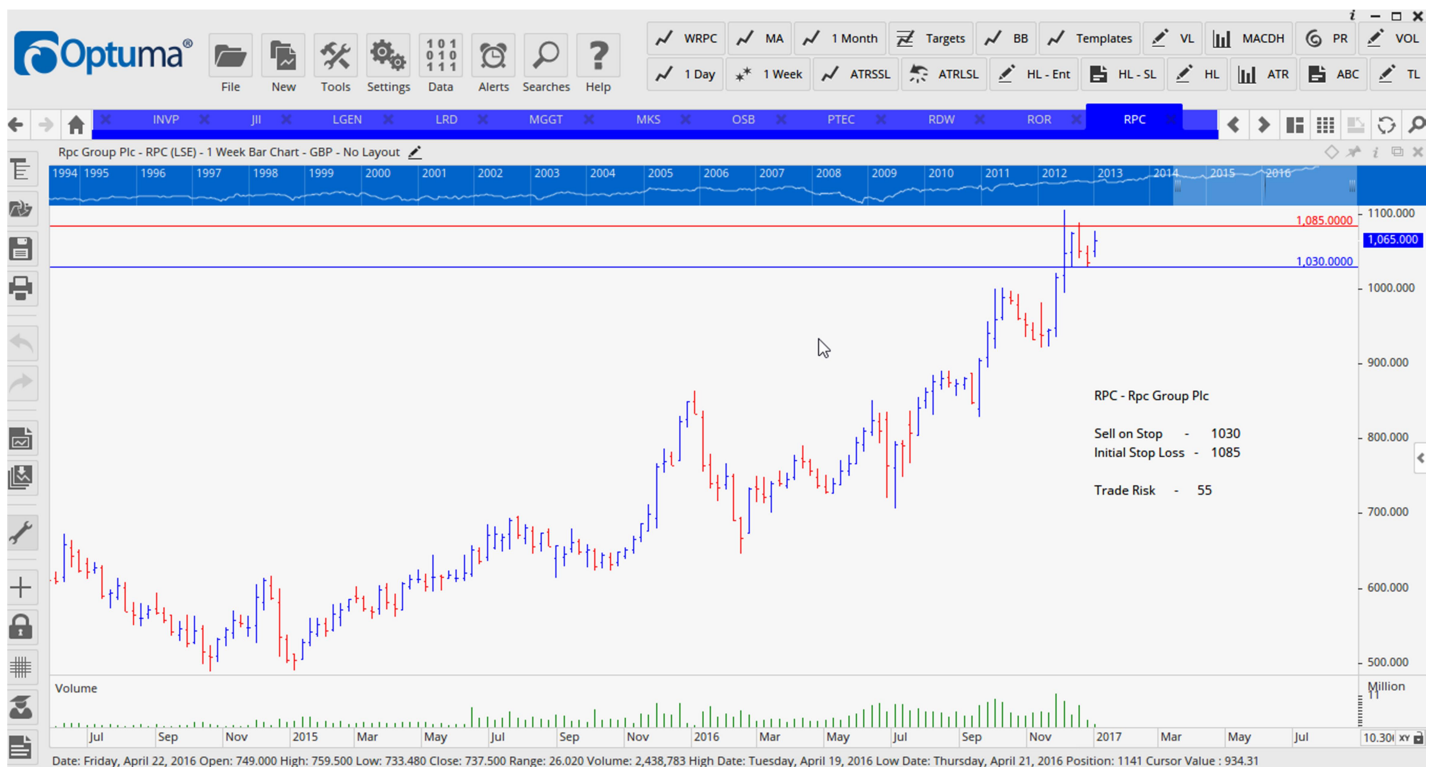 Optuma®
File
New
Tools
Settings
101
010
111
Data
Alerts
Searches
Help
WRPC
MA
1 Month
Targets
BB
Templates
VL
MACDH
PR
VOL
1 Day
1 Week
ATRSSL
ATRLSL
HL - Ent
HL - SL
HL
ATR
ABC
TL
INVP JII LGEN LRD MGGT MKS OSB PTEC RDW ROR RPC
Rpc Group Plc - RPC (LSE) - 1 Week Bar Chart - GBP - No Layout
1994 1995 1996 1997 1998 1999 2000 2001 2002 2003 2004 2005 2006 2007 2008 2009 2010 2011 2012 2013 2014 2015 2016
1100.000
1,085.0000
1,065.000
1,030.0000
1000.000
900.000
RPC - Rpc Group Plc
Sell on Stop - 1030
800.000
Initial Stop Loss - 1085
Trade Risk - 55
700.000
600.000
500.000
Volume
Million
11
Jul Sep Nov 2015 Mar May Jul Sep Nov 2016 Mar May Jul Sep Nov 2017 Mar May Jul
XY
Date: Friday, April 22, 2016 Open: 749.000 High: 759.500 Low: 733.480 Close: 737.500 Range: 26.020 Volume: 2,438,783 High Date: Tuesday, April 19, 2016 Low Date: Thursday, April 21, 2016 Position: 1141 Cursor Value : 934.31